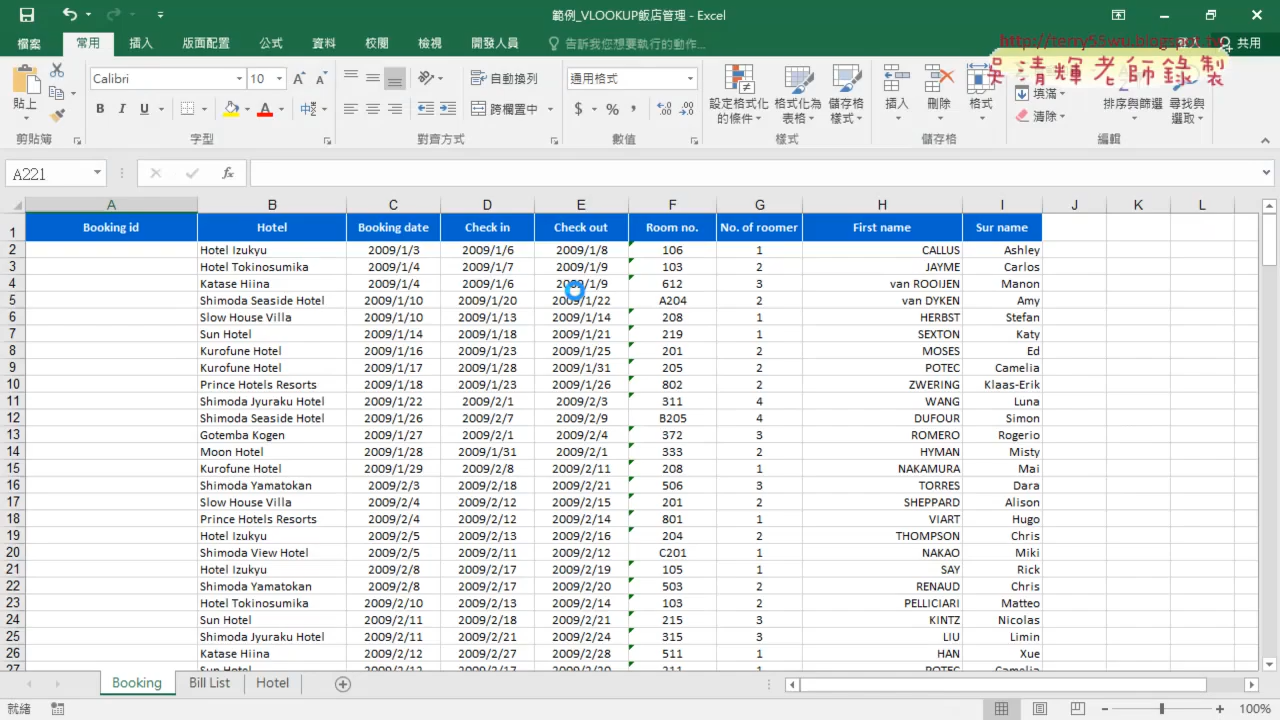 範例_VLOOKUP飯店管理 - Excel
檔案 常用 插入 版面配置 公式 資料 校閱 檢視 開發人員 告訴我您想要執行的動作... 共用
http://terry55wu.blogspot.tw
吳清輝老師錄製
貼上 Calibri 10 自動換列 通用格式 設定格式化的條件 格式化為表格 儲存格樣式 插入 刪除 格式 填滿 排序與篩選 尋找與選取
B I U 跨欄置中 $ % , 清除
剪貼簿 字型 對齊方式 數值 樣式 儲存格 編輯
A221 fx
A B C D E F G H I J K L
1 Booking id Hotel Booking date Check in Check out Room no. No. of roomer First name Sur name
2 Hotel Izukyu 2009/1/3 2009/1/6 2009/1/8 106 1 CALLUS Ashley
3 Hotel Tokinosumika 2009/1/4 2009/1/7 2009/1/9 103 2 JAYME Carlos
4 Katase Hiina 2009/1/4 2009/1/6 2009/1/9 612 3 van ROOIJEN Manon
5 Shimoda Seaside Hotel 2009/1/10 2009/1/20 2009/1/22 A204 2 van DYKEN Amy
6 Slow House Villa 2009/1/10 2009/1/13 2009/1/14 208 1 HERBST Stefan
7 Sun Hotel 2009/1/14 2009/1/18 2009/1/21 219 1 SEXTON Katy
8 Kurofune Hotel 2009/1/16 2009/1/23 2009/1/25 201 2 MOSES Ed
9 Kurofune Hotel 2009/1/17 2009/1/28 2009/1/31 205 2 POTEC Camelia
10 Prince Hotels Resorts 2009/1/18 2009/1/23 2009/1/26 802 2 ZWERING Klaas-Erik
11 Shimoda Jyuraku Hotel 2009/1/22 2009/2/1 2009/2/3 311 4 WANG Luna
12 Shimoda Seaside Hotel 2009/1/26 2009/2/7 2009/2/9 B205 4 DUFOUR Simon
13 Gotemba Kogen 2009/1/27 2009/2/1 2009/2/4 372 3 ROMERO Rogerio
14 Moon Hotel 2009/1/28 2009/1/31 2009/2/1 333 2 HYMAN Misty
15 Kurofune Hotel 2009/1/29 2009/2/8 2009/2/11 208 1 NAKAMURA Mai
16 Shimoda Yamatokan 2009/2/3 2009/2/18 2009/2/21 506 3 TORRES Dara
17 Slow House Villa 2009/2/4 2009/2/12 2009/2/15 201 2 SHEPPARD Alison
18 Prince Hotels Resorts 2009/2/4 2009/2/12 2009/2/14 801 1 VIART Hugo
19 Hotel Izukyu 2009/2/5 2009/2/13 2009/2/16 204 2 THOMPSON Chris
20 Shimoda View Hotel 2009/2/5 2009/2/11 2009/2/12 C201 1 NAKAO Miki
21 Hotel Izukyu 2009/2/8 2009/2/17 2009/2/19 105 1 SAY Rick
22 Shimoda Yamatokan 2009/2/8 2009/2/17 2009/2/20 503 2 RENAUD Chris
23 Hotel Tokinosumika 2009/2/10 2009/2/13 2009/2/14 103 2 PELLICIARI Matteo
24 Sun Hotel 2009/2/11 2009/2/18 2009/2/21 215 3 KINTZ Nicolas
25 Shimoda Jyuraku Hotel 2009/2/11 2009/2/21 2009/2/24 315 3 LIU Limin
26 Katase Hiina 2009/2/12 2009/2/27 2009/2/28 511 1 HAN Xue
27 Sun Hotel 2009/2/12 2009/2/17 2009/2/20 211 1 POTEC Camelia
Booking Bill List Hotel
就緒 100%